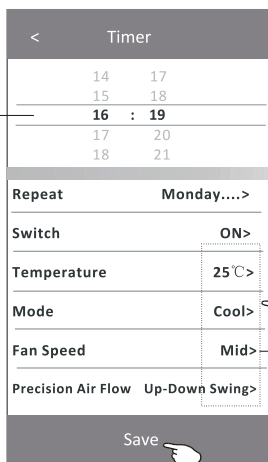 < Timer
14 17
15 18
16 : 19
17 20
18 21
Repeat Monday....>
Switch ON>
Temperature 25℃>
Mode Cool>
Fan Speed Mid>
Precision Air Flow Up-Down Swing>
Save